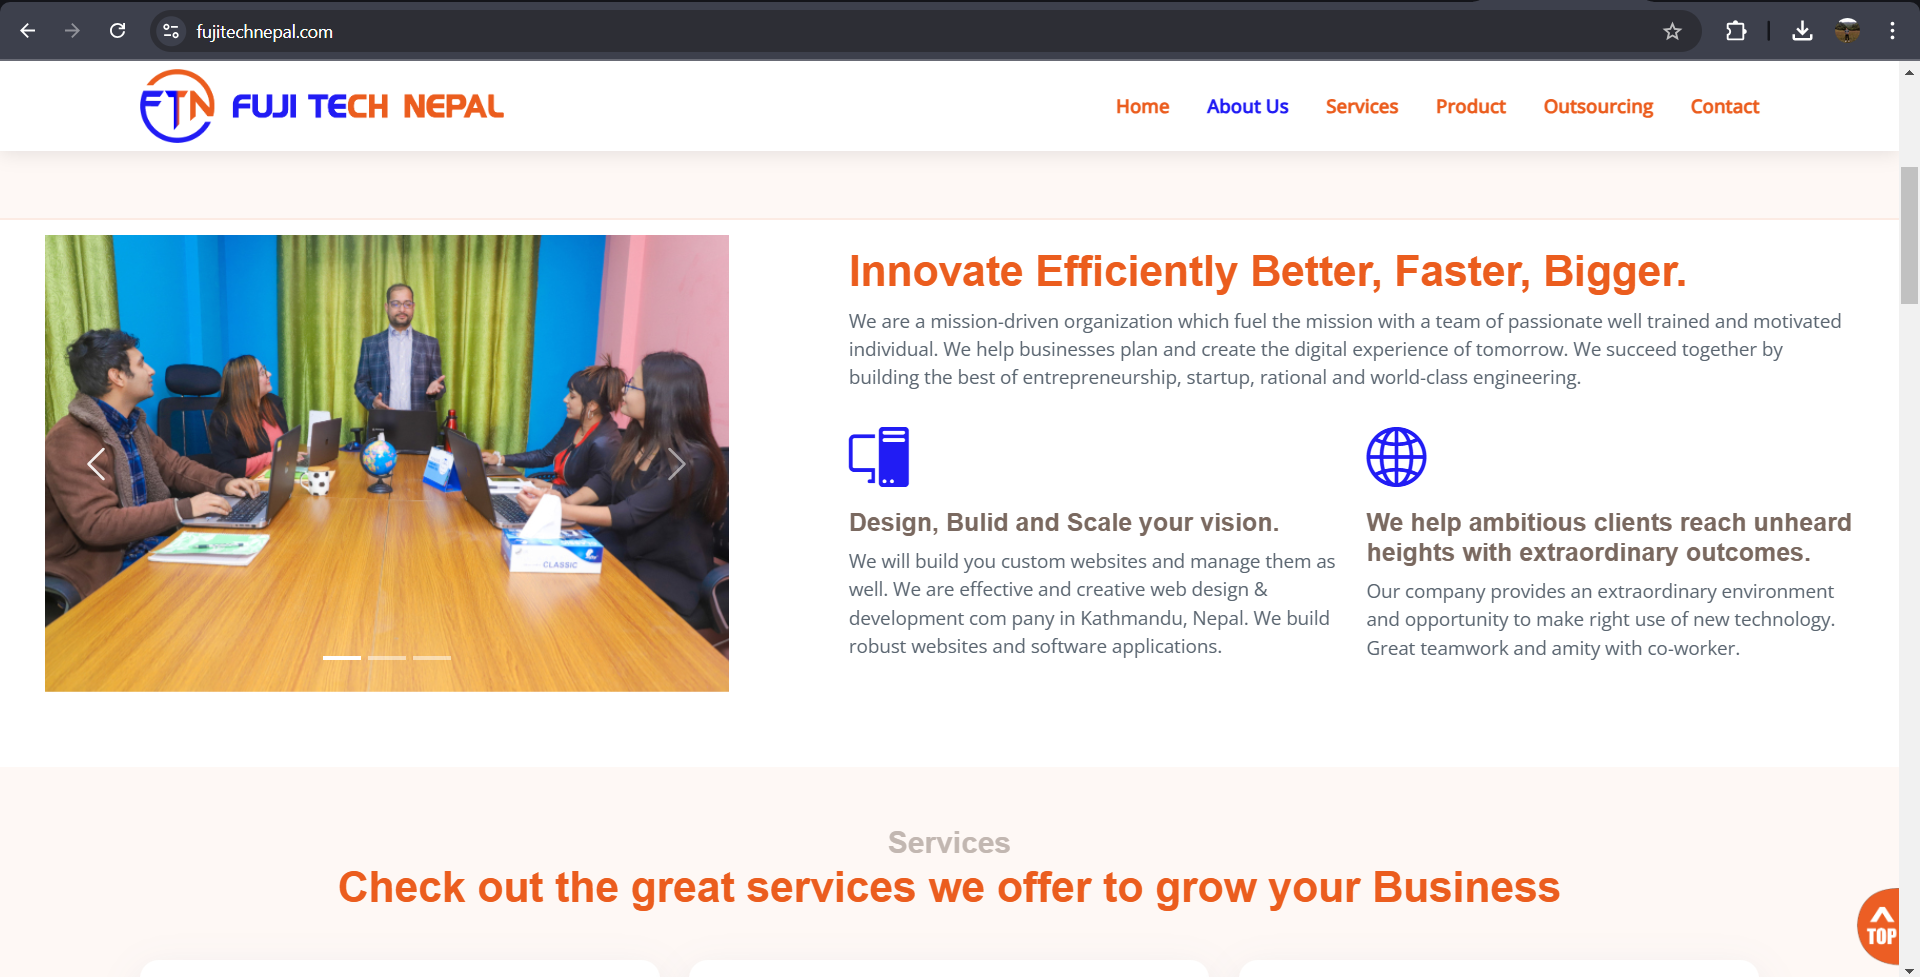 fujitechnepal.com
FTN FUJI TECH NEPAL
Home About Us Services Product Outsourcing Contact
Innovate Efficiently Better, Faster, Bigger.
We are a mission-driven organization which fuel the mission with a team of passionate well trained and motivated
individual. We help businesses plan and create the digital experience of tomorrow. We succeed together by
building the best of entrepreneurship, startup, rational and world-class engineering.
Design, Bulid and Scale your vision.
We will build you custom websites and manage them as
well. We are effective and creative web design &
development com pany in Kathmandu, Nepal. We build
robust websites and software applications.
We help ambitious clients reach unheard
heights with extraordinary outcomes.
Our company provides an extraordinary environment
and opportunity to make right use of new technology.
Great teamwork and amity with co-worker.
CLASSIC
Services
Check out the great services we offer to grow your Business
TOP